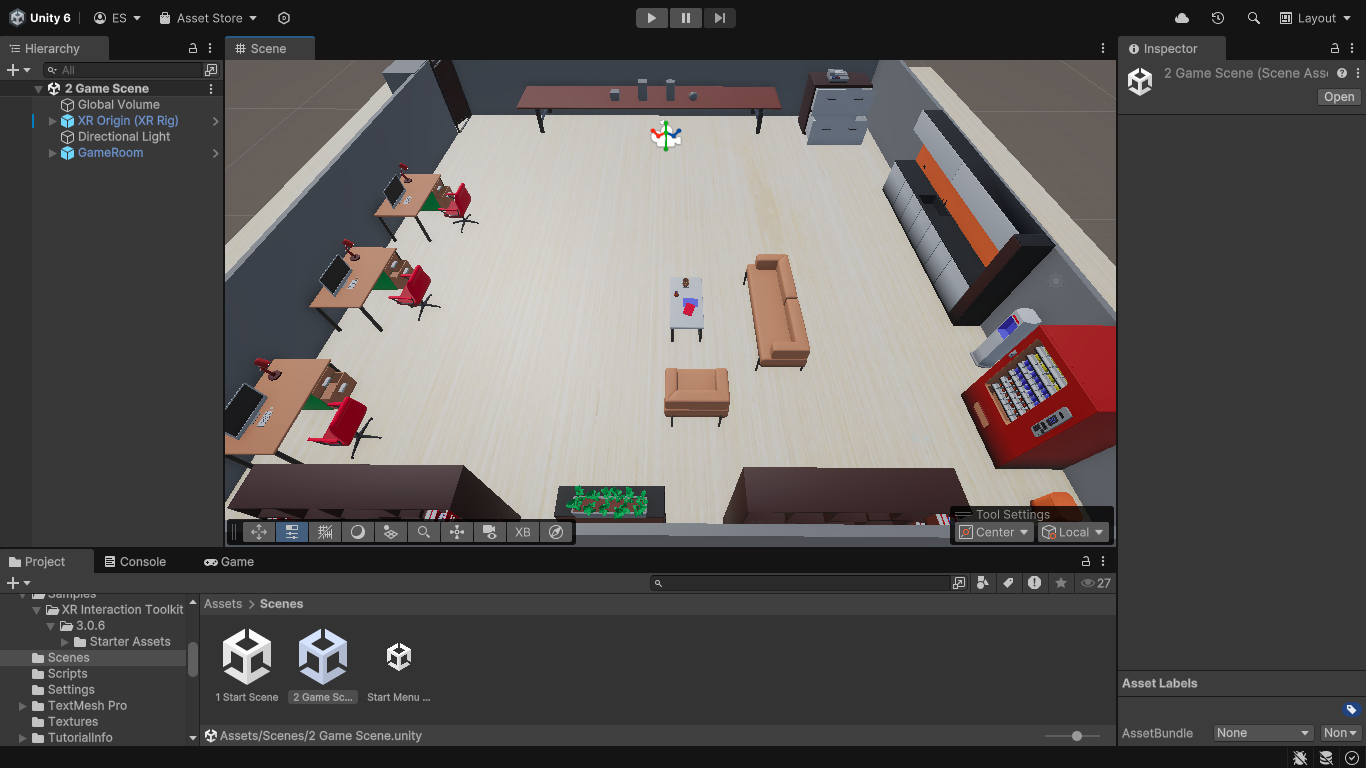 Unity 6
ES
Asset Store
Layout
Hierarchy
All
2 Game Scene
Global Volume
XR Origin (XR Rig)
Directional Light
GameRoom
Scene
XB
Tool Settings
Center
Local
Inspector
2 Game Scene (Scene Ass
Open
Project
Console
Game
27
Samples
XR Interaction Toolkit
3.0.6
Starter Assets
Scenes
Scripts
Settings
TextMesh Pro
Textures
TutorialInfo
Assets > Scenes
1 Start Scene
2 Game Sc...
Start Menu ...
Assets/Scenes/2 Game Scene.unity
Asset Labels
AssetBundle
None
Non